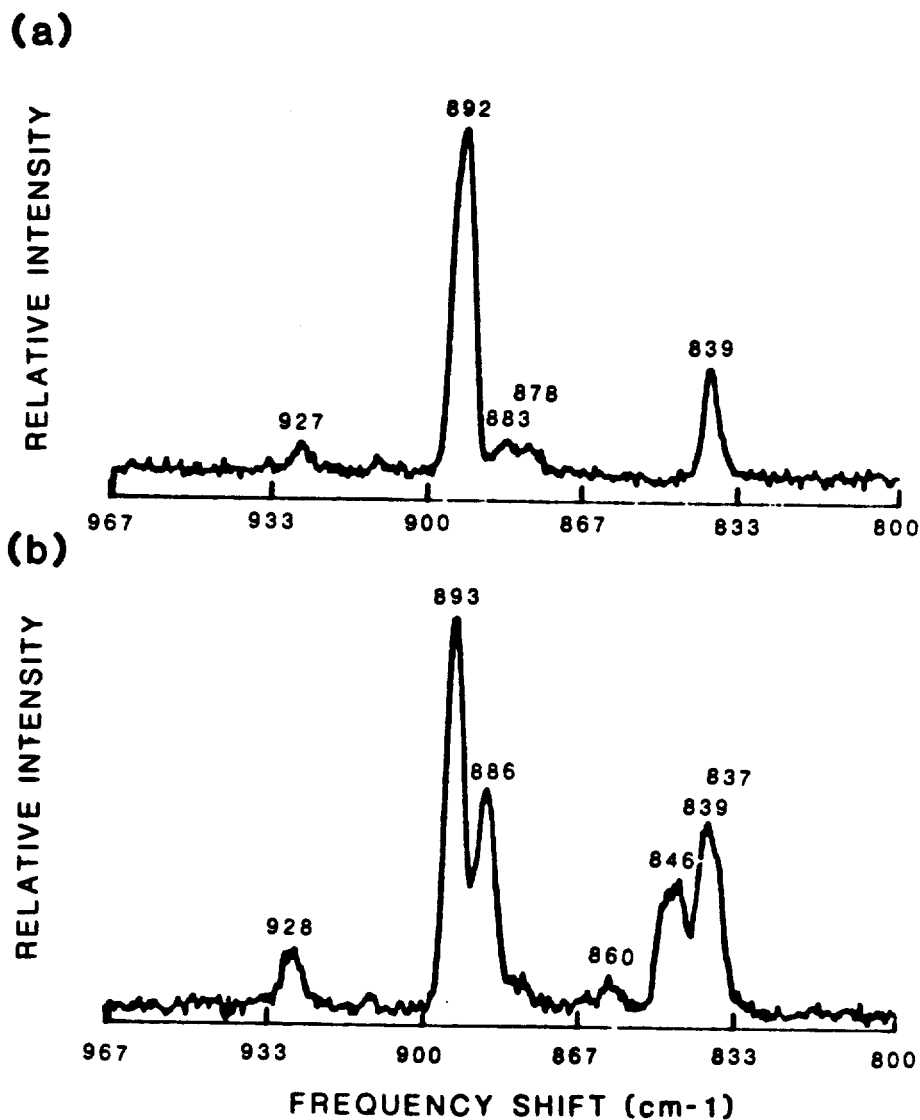 (a)
RELATIVE INTENSITY
892
839
878
883
927
967 933 900 867 833 800
(b)
RELATIVE INTENSITY
893
886
837
839
846
928
860
967 933 900 867 833 800
FREQUENCY SHIFT (cm-1)